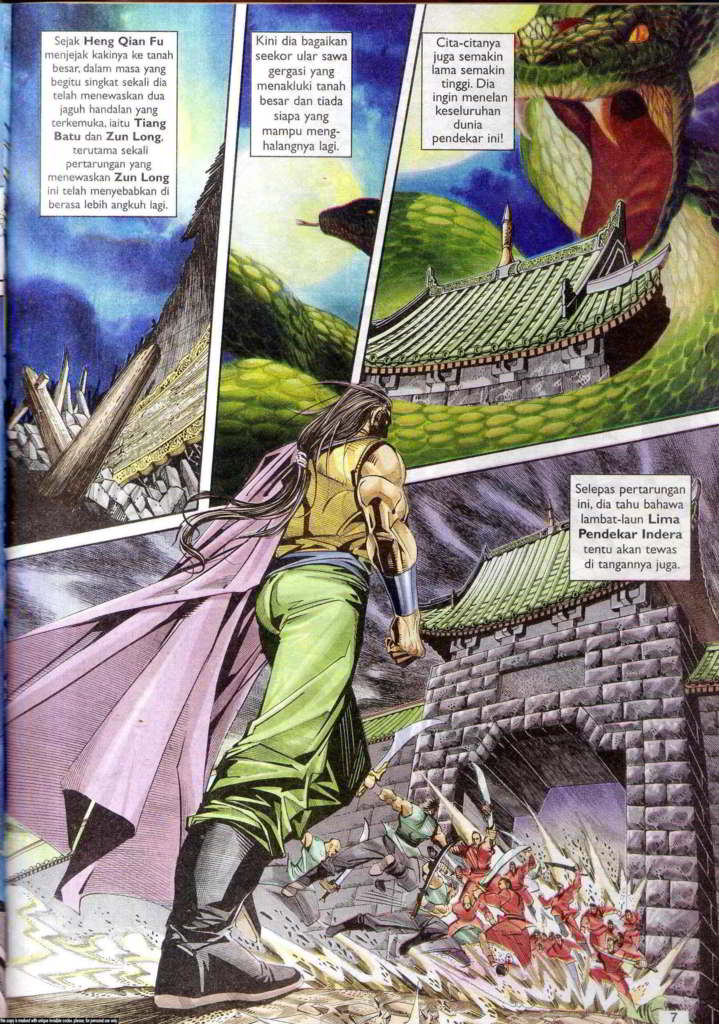 Sejak Heng Qian Fu
menjejak kakinya ke tanah
besar, dalam masa yang
begitu singkat sekali dia
telah menewaskan dua
jaguh handalan yang
terkemuka, iaitu Tiang
Batu dan Zun Long,
terutama sekali
pertarungan yang
menewaskan Zun Long
ini telah menyebabkan di
berasa lebih angkuh lagi.
Kini dia bagaikan
seekor ular sawa
gergasi yang
menakluki tanah
besar dan tiada
siapa yang
mampu meng-
halangnya lagi.
Cita-citanya
juga semakin
lama semakin
tinggi. Dia
ingin menelan
keseluruhan
dunia
pendekar ini!
Selepas pertarungan
ini, dia tahu bahawa
lambat-laun Lima
Pendekar Indera
tentu akan tewas
di tangannya juga.
7